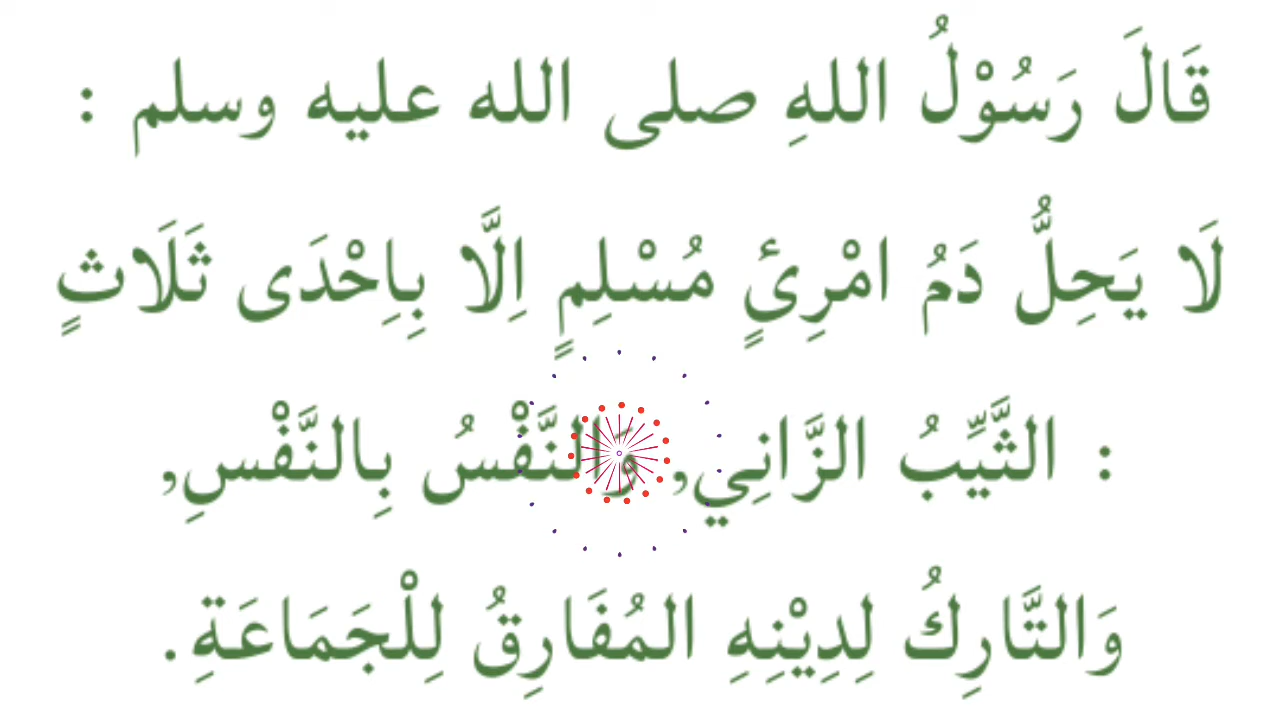 قَالَ رَسُوْلُ اللهِ صلى الله عليه وسلم :
لَا يَحِلُّ دَمُ امْرِئٍ مُسْلِمٍ اِلَّا بِاِحْدَى ثَلَاثٍ
: الثَّيِّبُ الزَّانِي, وَالنَّفْسُ بِالنَّفْسِ,
وَالتَّارِكُ لِدِيْنِهِ المُفَارِقُ لِلْجَمَاعَةِ.